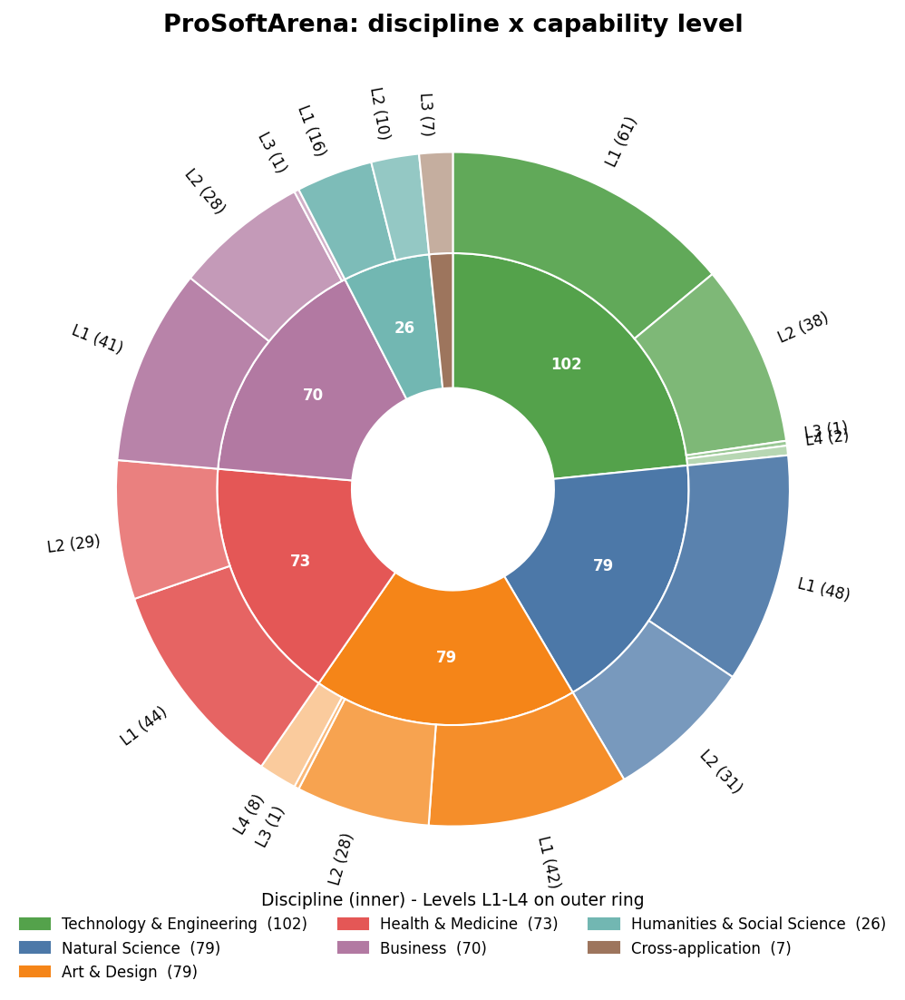 ProSoftArena: discipline x capability level
L1 (61)
L2 (38)
L3 (1)
L4 (2)
L1 (48)
L2 (31)
L1 (42)
L2 (28)
L3 (1)
L4 (8)
L1 (44)
L2 (29)
L1 (41)
L2 (28)
L3 (1)
L1 (16)
L2 (10)
L3 (7)
102
79
79
73
70
26
Discipline (inner) - Levels L1-L4 on outer ring
Technology & Engineering (102)
Natural Science (79)
Art & Design (79)
Health & Medicine (73)
Business (70)
Humanities & Social Science (26)
Cross-application (7)